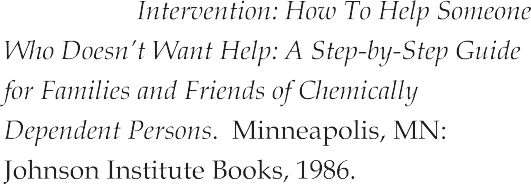 Intervention: How To Help Someone
Who Doesn't Want Help: A Step-by-Step Guide
for Families and Friends of Chemically
Dependent Persons. Minneapolis, MN:
Johnson Institute Books, 1986.